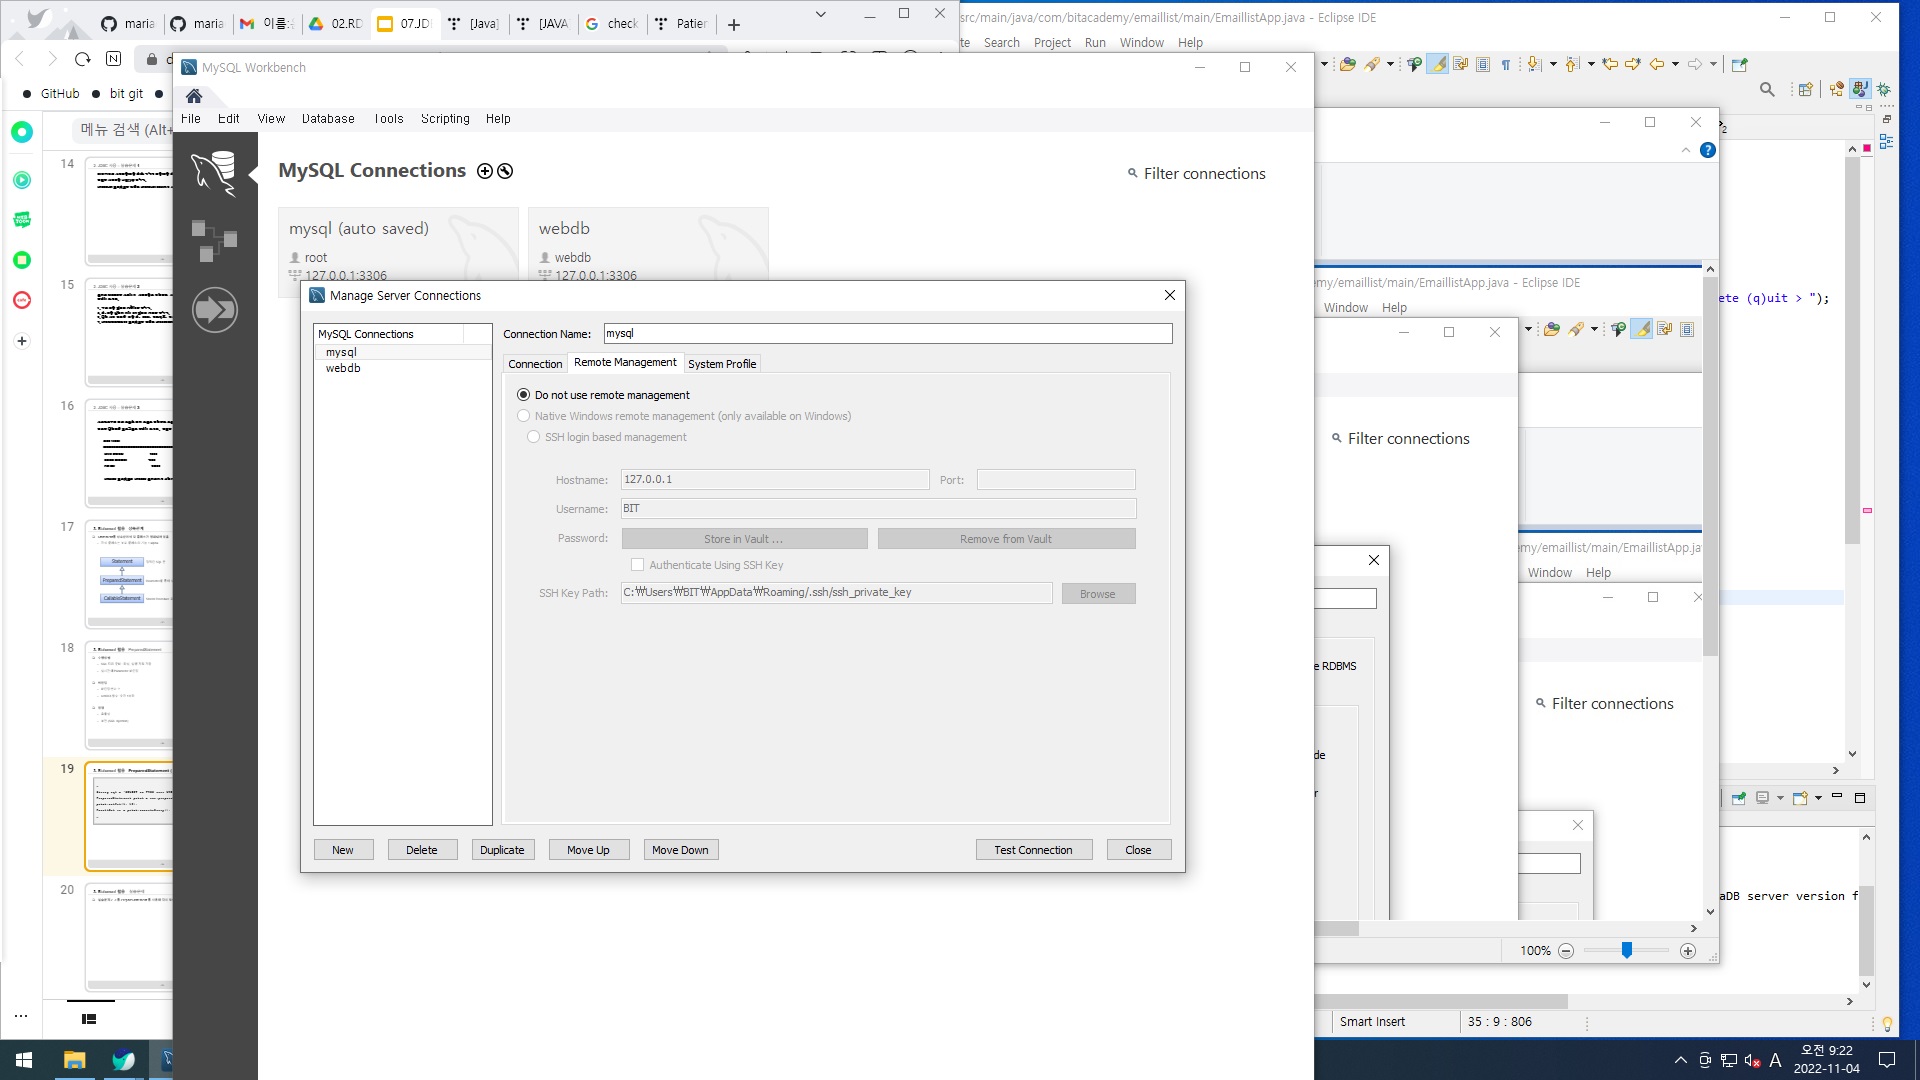 maria
maria
이름:
02.RD
07.JDI
[Java]
[JAVA
check
Patier
src/main/java/com/bitacademy/emaillist/main/EmaillistApp.java - Eclipse IDE
Search Project Run Window Help
MySQL Workbench
GitHub
bit git
File Edit View Database Tools Scripting Help
메뉴 검색 (Alt+
MySQL Connections
Filter connections
mysql (auto saved)
root
127.0.0.1:3306
webdb
webdb
127.0.0.1:3306
Manage Server Connections
MySQL Connections
mysql
webdb
Connection Name: mysql
Connection Remote Management System Profile
Do not use remote management
Native Windows remote management (only available on Windows)
SSH login based management
Hostname: 127.0.0.1 Port:
Username: BIT
Password: Store in Vault ... Remove from Vault
Authenticate Using SSH Key
SSH Key Path: C:₩Users₩BIT₩AppData₩Roaming/.ssh/ssh_private_key Browse
New Delete Duplicate Move Up Move Down Test Connection Close
14
15
16
17
Statement
PreparedStatement
CallableStatement
18
19
20
emy/emaillist/main/EmaillistApp.java - Eclipse IDE
Window Help
ete (q)uit > ");
Filter connections
emy/emaillist/main/EmaillistApp.ja
Window Help
e RDBMS
Filter connections
de
r
aDB server version f
100%
Smart Insert 35 : 9 : 806
A
오전 9:22
2022-11-04